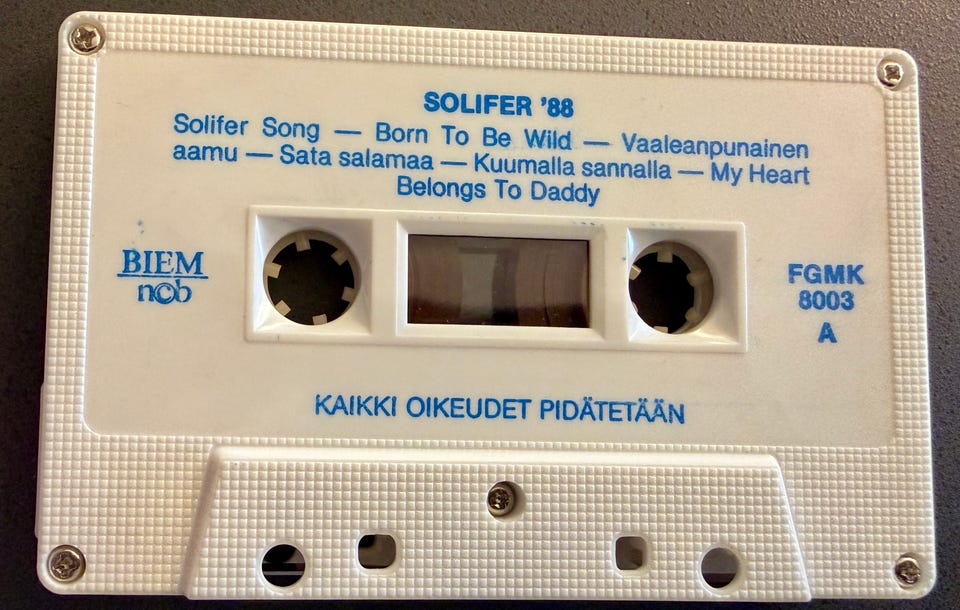 SOLIFER '88
Solifer Song — Born To Be Wild — Vaaleanpunainen
aamu — Sata salamaa — Kuumalla sannalla — My Heart
Belongs To Daddy
BIEM
ncb
FGMK
8003
A
KAIKKI OIKEUDET PIDÄTETÄÄN